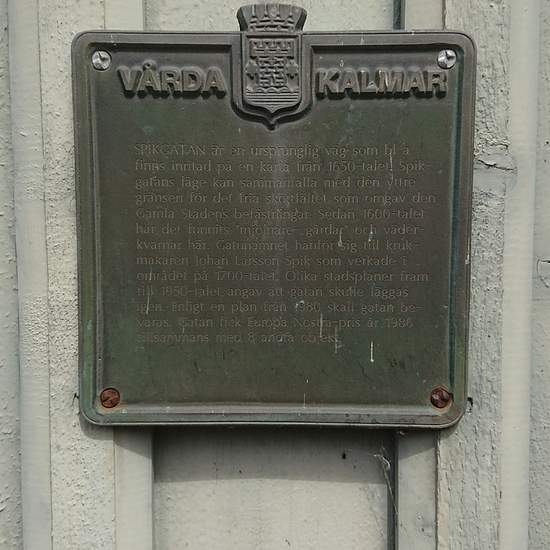 VÅRDA KALMAR
SPIKGATAN är en ursprunglig väg som bl a
finns inritad på en karta från 1650-talet. Spik-
gatans läge kan sammanfalla med den yttre
gränsen för det fria skottfältet som omgav den
Gamla Stadens befästningar. Sedan 1600-talet
har det funnits "mjölnare-gårdar" och väder-
kvarnar här. Gatunamnet hänför sig till kruk-
makaren Johan Larsson Spik som verkade i
området på 1700-talet. Olika stadsplaner fram
till 1950-talet angav att gatan skulle läggas
igen. Enligt en plan från 1980 skall gatan be-
varas. Gatan fick Europa Nostra-pris år 1986
tillsammans med 8 andra objekt.